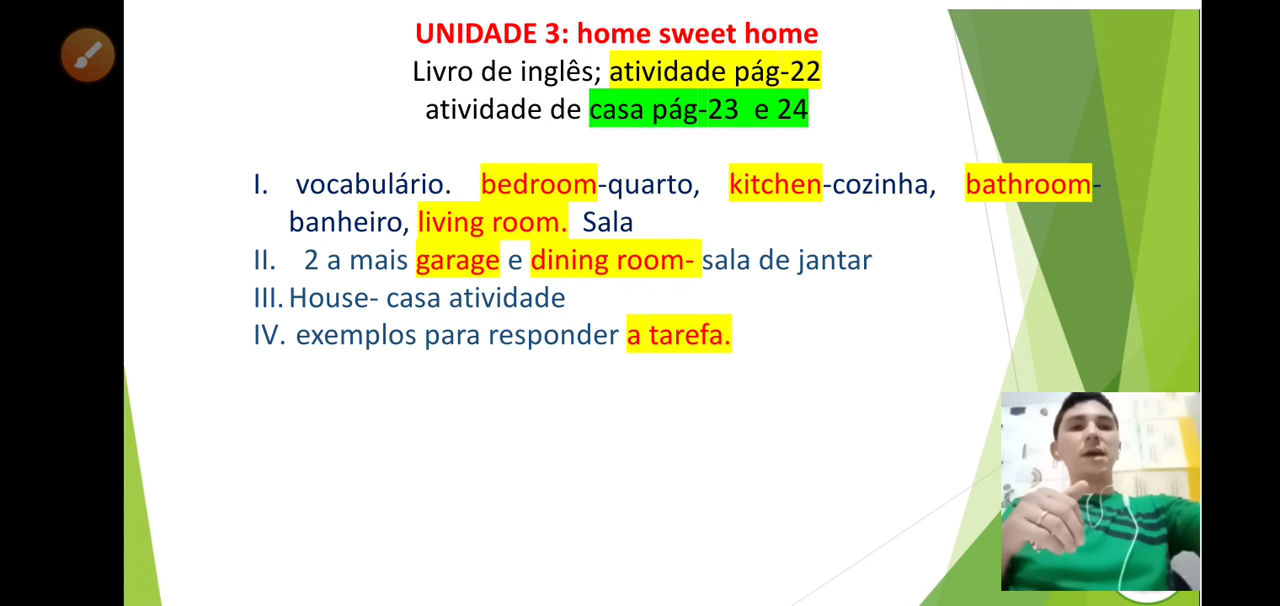 UNIDADE 3: home sweet home
Livro de inglês; atividade pág-22
atividade de casa pág-23 e 24
I. vocabulário. bedroom-quarto, kitchen-cozinha, bathroom-
banheiro, living room. Sala
II. 2 a mais garage e dining room- sala de jantar
III. House- casa atividade
IV. exemplos para responder a tarefa.